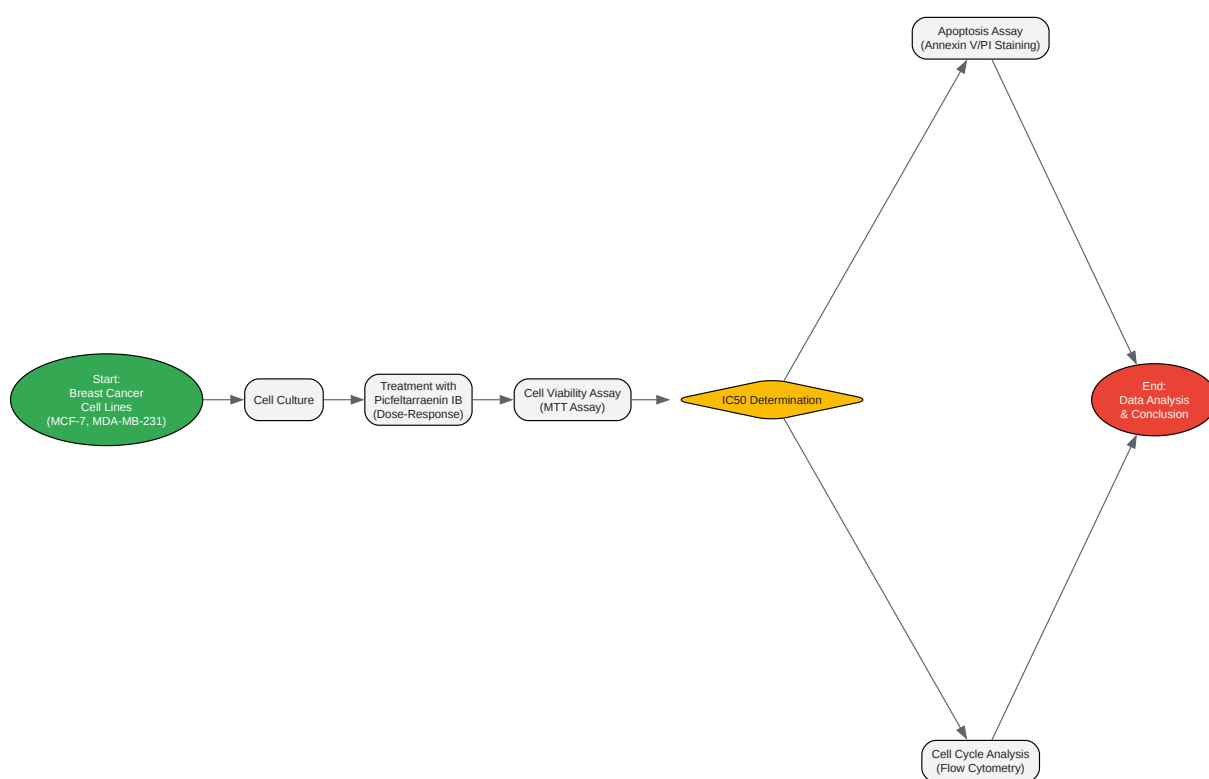 Start:
Breast Cancer
Cell Lines
(MCF-7, MDA-MB-231)
Cell Culture
Treatment with
Picfeltarraenin IB
(Dose-Response)
Cell Viability Assay
(MTT Assay)
IC50 Determination
Apoptosis Assay
(Annexin V/PI Staining)
Cell Cycle Analysis
(Flow Cytometry)
End:
Data Analysis
& Conclusion